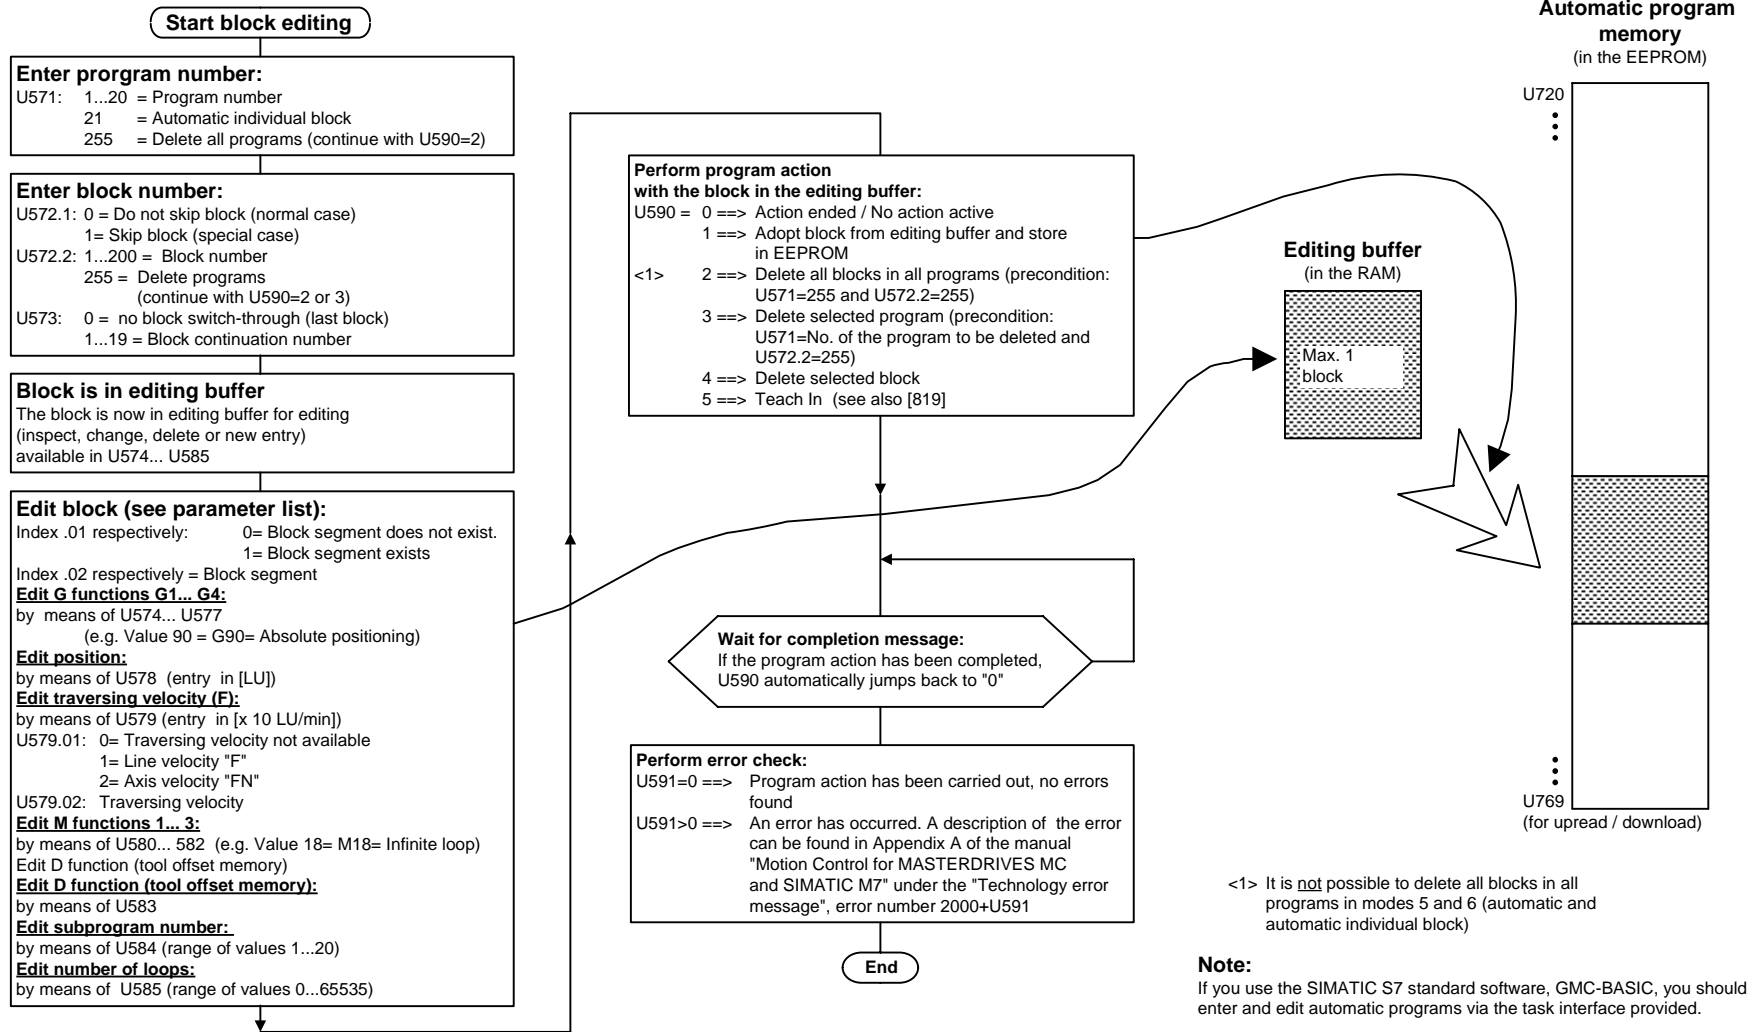 Start block editing
Enter prorgram number:
U571: 1...20 = Program number
21 = Automatic individual block
255 = Delete all programs (continue with U590=2)
Enter block number:
U572.1: 0 = Do not skip block (normal case)
1= Skip block (special case)
U572.2: 1...200 = Block number
255 = Delete programs
(continue with U590=2 or 3)
U573: 0 = no block switch-through (last block)
1...19 = Block continuation number
Block is in editing buffer
The block is now in editing buffer for editing
(inspect, change, delete or new entry)
available in U574... U585
Edit block (see parameter list):
Index .01 respectively: 0= Block segment does not exist.
1= Block segment exists
Index .02 respectively = Block segment
Edit G functions G1... G4:
by means of U574... U577
(e.g. Value 90 = G90= Absolute positioning)
Edit position:
by means of U578 (entry in [LU])
Edit traversing velocity (F):
by means of U579 (entry in [x 10 LU/min])
U579.01: 0= Traversing velocity not available
1= Line velocity "F"
2= Axis velocity "FN"
U579.02: Traversing velocity
Edit M functions 1... 3:
by means of U580... 582 (e.g. Value 18= M18= Infinite loop)
Edit D function (tool offset memory)
Edit D function (tool offset memory):
by means of U583
Edit subprogram number:
by means of U584 (range of values 1...20)
Edit number of loops:
by means of U585 (range of values 0...65535)
Perform program action
with the block in the editing buffer:
U590 = 0 ==> Action ended / No action active
1 ==> Adopt block from editing buffer and store
in EEPROM
<1> 2 ==> Delete all blocks in all programs (precondition:
U571=255 and U572.2=255)
3 ==> Delete selected program (precondition:
U571=No. of the program to be deleted and
U572.2=255)
4 ==> Delete selected block
5 ==> Teach In (see also [819]
Wait for completion message:
If the program action has been completed,
U590 automatically jumps back to "0"
Perform error check:
U591=0 ==> Program action has been carried out, no errors
found
U591>0 ==> An error has occurred. A description of the error
can be found in Appendix A of the manual
"Motion Control for MASTERDRIVES MC
and SIMATIC M7" under the "Technology error
message", error number 2000+U591
End
Editing buffer
(in the RAM)
Max. 1
block
Automatic program
memory
(in the EEPROM)
U720
U769
(for upread / download)
<1> It is not possible to delete all blocks in all
programs in modes 5 and 6 (automatic and
automatic individual block)
Note:
If you use the SIMATIC S7 standard software, GMC-BASIC, you should
enter and edit automatic programs via the task interface provided.